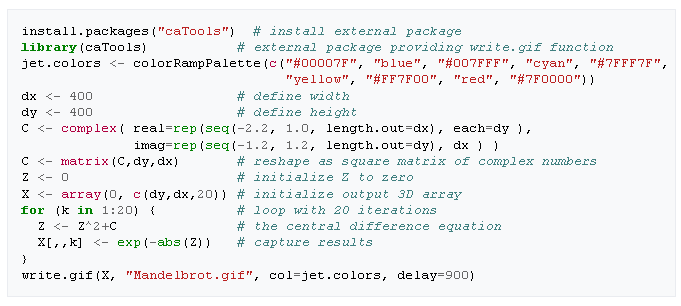 install.packages("caTools")  # install external package
library(caTools)             # external package providing write.gif function
jet.colors <- colorRampPalette(c("#00007F", "blue", "#007FFF", "cyan", "#7FFF7F",
                                 "yellow", "#FF7F00", "red", "#7F0000"))
dx <- 400                    # define width
dy <- 400                    # define height
C <- complex( real=rep(seq(-2.2, 1.0, length.out=dx), each=dy ),
              imag=rep(seq(-1.2, 1.2, length.out=dy), dx ) )
C <- matrix(C,dy,dx)         # reshape as square matrix of complex numbers
Z <- 0                       # initialize Z to zero
X <- array(0, c(dy,dx,20))   # initialize output 3D array
for (k in 1:20) {            # loop with 20 iterations
  Z <- Z^2+C                 # the central difference equation
  X[,,k] <- exp(-abs(Z))     # capture results
}
write.gif(X, "Mandelbrot.gif", col=jet.colors, delay=900)